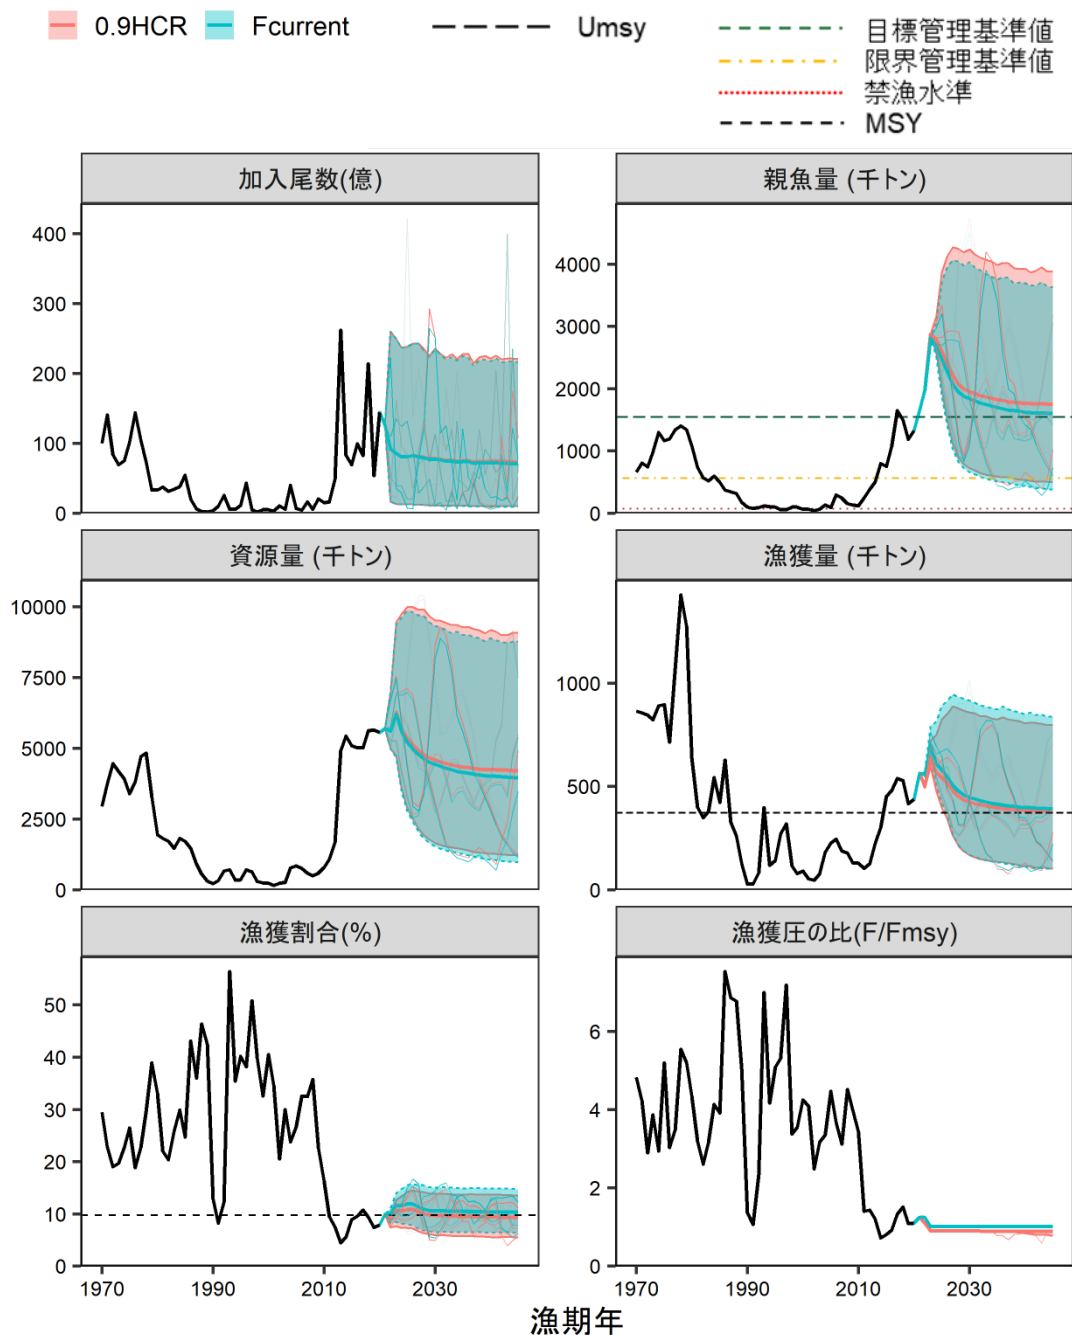 0.9HCR Fcurrent Umsy 目標管理基準値
限界管理基準値
禁漁水準
MSY
加入尾数(億)
400
300
200
100
0
親魚量 (千トン)
4000
3000
2000
1000
0
資源量 (千トン)
10000
7500
5000
2500
0
漁獲量 (千トン)
1000
500
0
漁獲割合(%)
50
40
30
20
10
0
1970 1990 2010 2030
漁獲圧の比(F/Fmsy)
6
4
2
0
1970 1990 2010 2030
漁期年